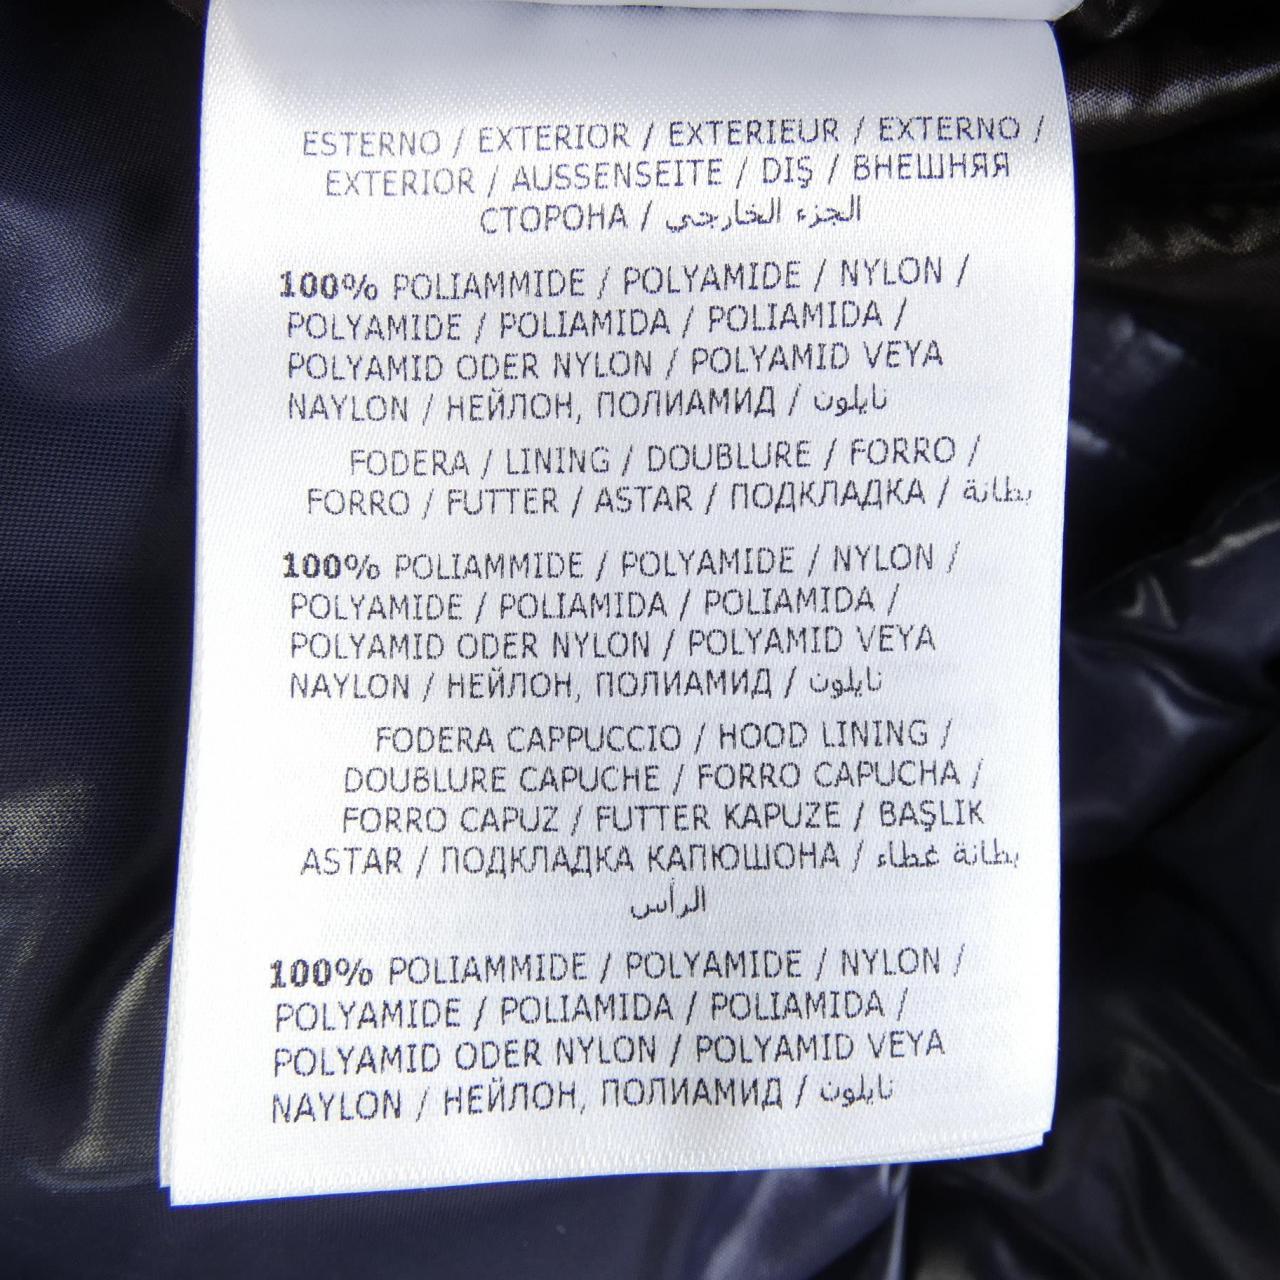 ESTERNO / EXTERIOR / EXTERIEUR / EXTERNO /
EXTERIOR / AUSSENSEITE / DIŞ / ВНЕШНЯЯ
СТОРОНА / الجزء الخارجي
100% POLIAMMIDE / POLYAMIDE / NYLON /
POLYAMIDE / POLIAMIDA / POLIAMIDA /
POLYAMID ODER NYLON / POLYAMID VEYA
NAYLON / НЕЙЛОН, ПОЛИАМИД / نايلون
FODERA / LINING / DOUBLURE / FORRO /
FORRO / FUTTER / ASTAR / ПОДКЛАДКА / بطانة
100% POLIAMMIDE / POLYAMIDE / NYLON /
POLYAMIDE / POLIAMIDA / POLIAMIDA /
POLYAMID ODER NYLON / POLYAMID VEYA
NAYLON / НЕЙЛОН, ПОЛИАМИД / نايلون
FODERA CAPPUCCIO / HOOD LINING /
DOUBLURE CAPUCHE / FORRO CAPUCHA /
FORRO CAPUZ / FUTTER KAPUZE / BAŞLIK
ASTAR / ПОДКЛАДКА КАПЮШОНА / بطانة غطاء
الرأس
100% POLIAMMIDE / POLYAMIDE / NYLON /
POLYAMIDE / POLIAMIDA / POLIAMIDA /
POLYAMID ODER NYLON / POLYAMID VEYA
NAYLON / НЕЙЛОН, ПОЛИАМИД / نايلون